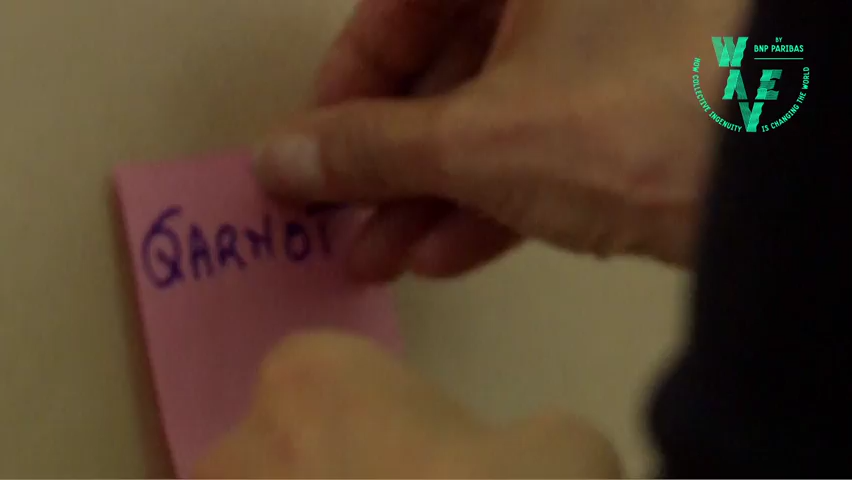 QARNOT
BY
BNP PARIBAS
WAVE
HOW COLLECTIVE INGENUITY
IS CHANGING THE WORLD